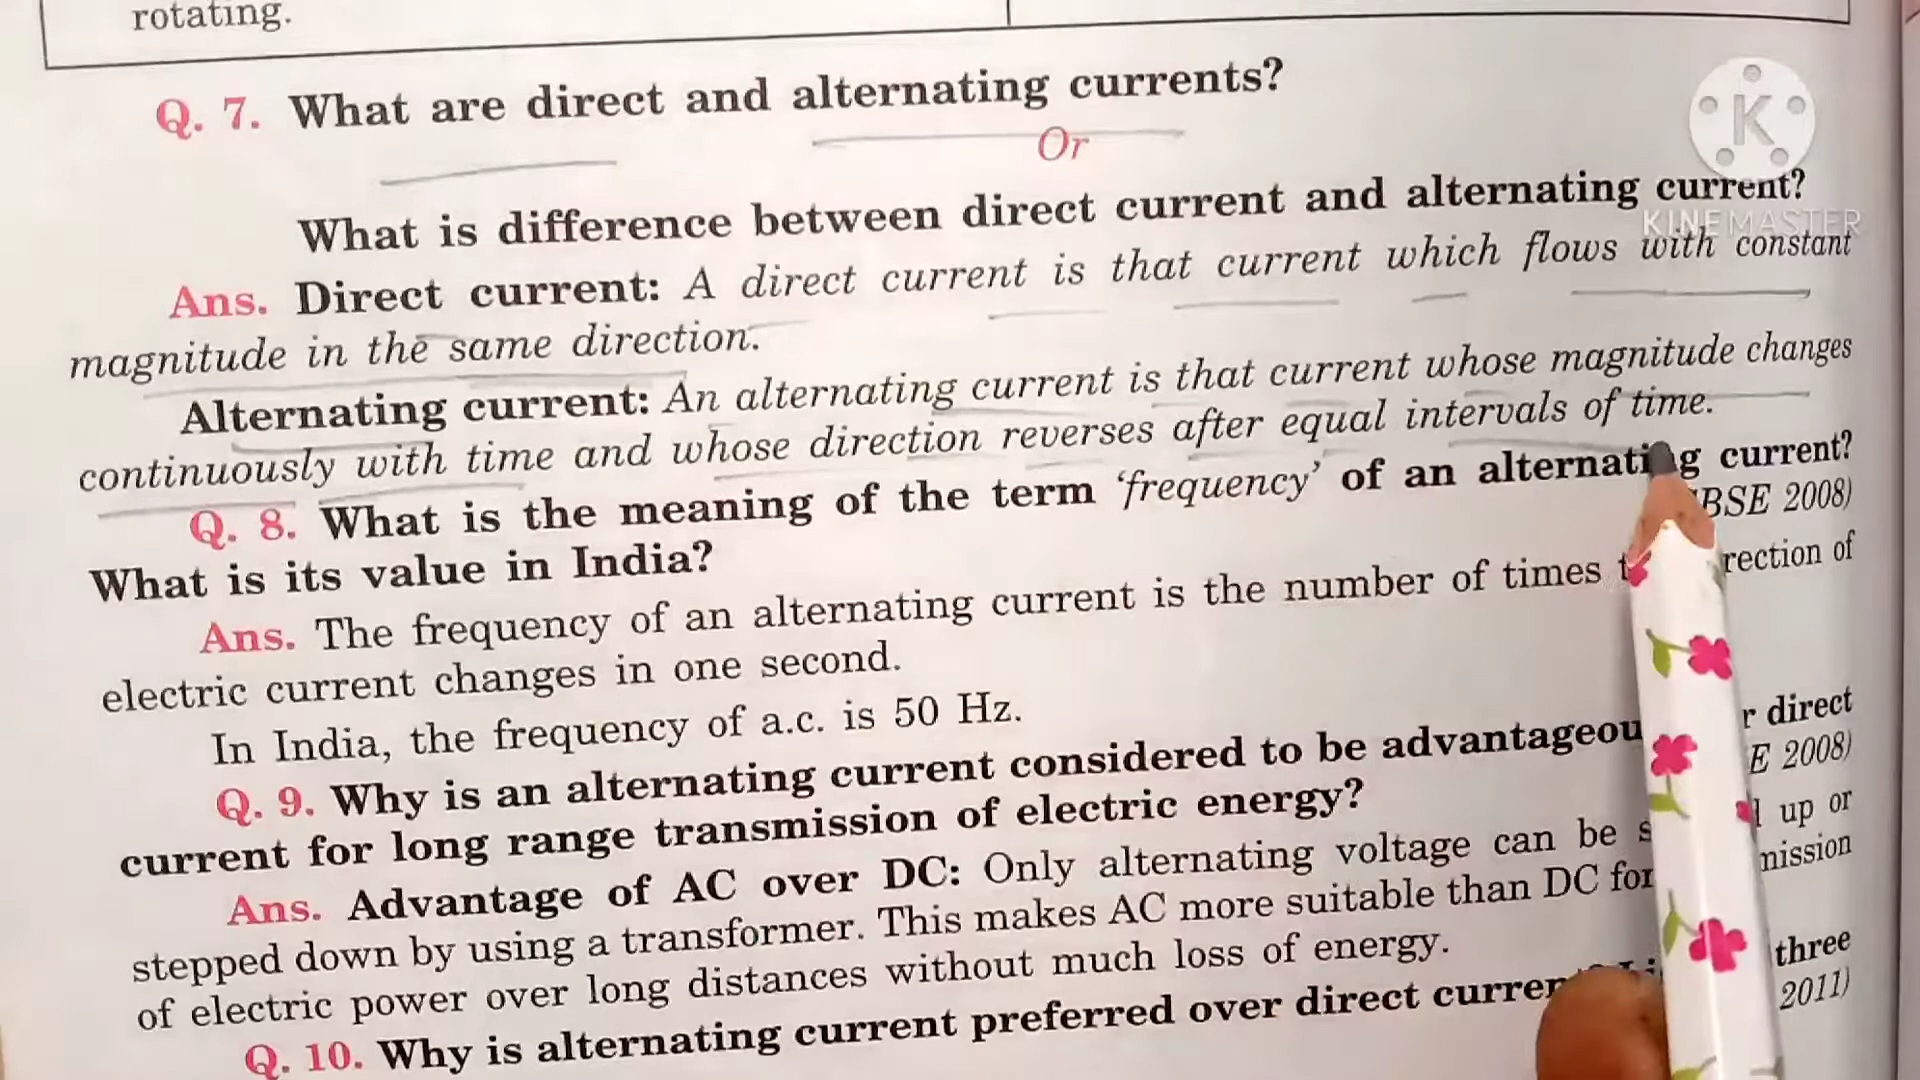 rotating.
Q. 7. What are direct and alternating currents?
Or
What is difference between direct current and alternating current?
KINEMASTER
Ans. Direct current: A direct current is that current which flows with constant
magnitude in the same direction.
Alternating current: An alternating current is that current whose magnitude changes
continuously with time and whose direction reverses after equal intervals of time.
Q. 8. What is the meaning of the term ‘frequency’ of an alternating current?
What is its value in India? BSE 2008)
Ans. The frequency of an alternating current is the number of times rection of
electric current changes in one second.
In India, the frequency of a.c. is 50 Hz.
Q. 9. Why is an alternating current considered to be advantageou r direct
current for long range transmission of electric energy? E 2008)
Ans. Advantage of AC over DC: Only alternating voltage can be s up or
stepped down by using a transformer. This makes AC more suitable than DC for mission
of electric power over long distances without much loss of energy.
Q. 10. Why is alternating current preferred over direct curren three
2011)
K